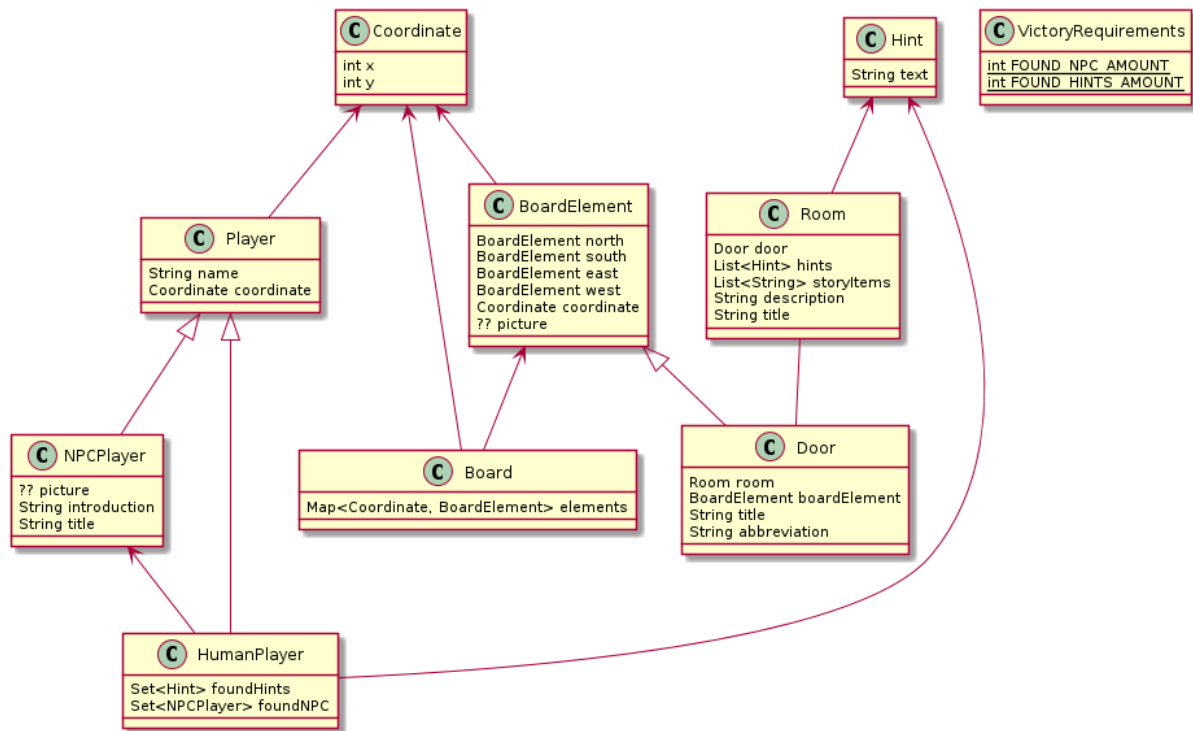 C Coordinate
int x
int y
C Hint
String text
C VictoryRequirements
int FOUND_NPC_AMOUNT
int FOUND_HINTS_AMOUNT
C Player
String name
Coordinate coordinate
C BoardElement
BoardElement north
BoardElement south
BoardElement east
BoardElement west
Coordinate coordinate
?? picture
C Room
Door door
List<Hint> hints
List<String> storyItems
String description
String title
C NPCPlayer
?? picture
String introduction
String title
C Board
Map<Coordinate, BoardElement> elements
C Door
Room room
BoardElement boardElement
String title
String abbreviation
C HumanPlayer
Set<Hint> foundHints
Set<NPCPlayer> foundNPC